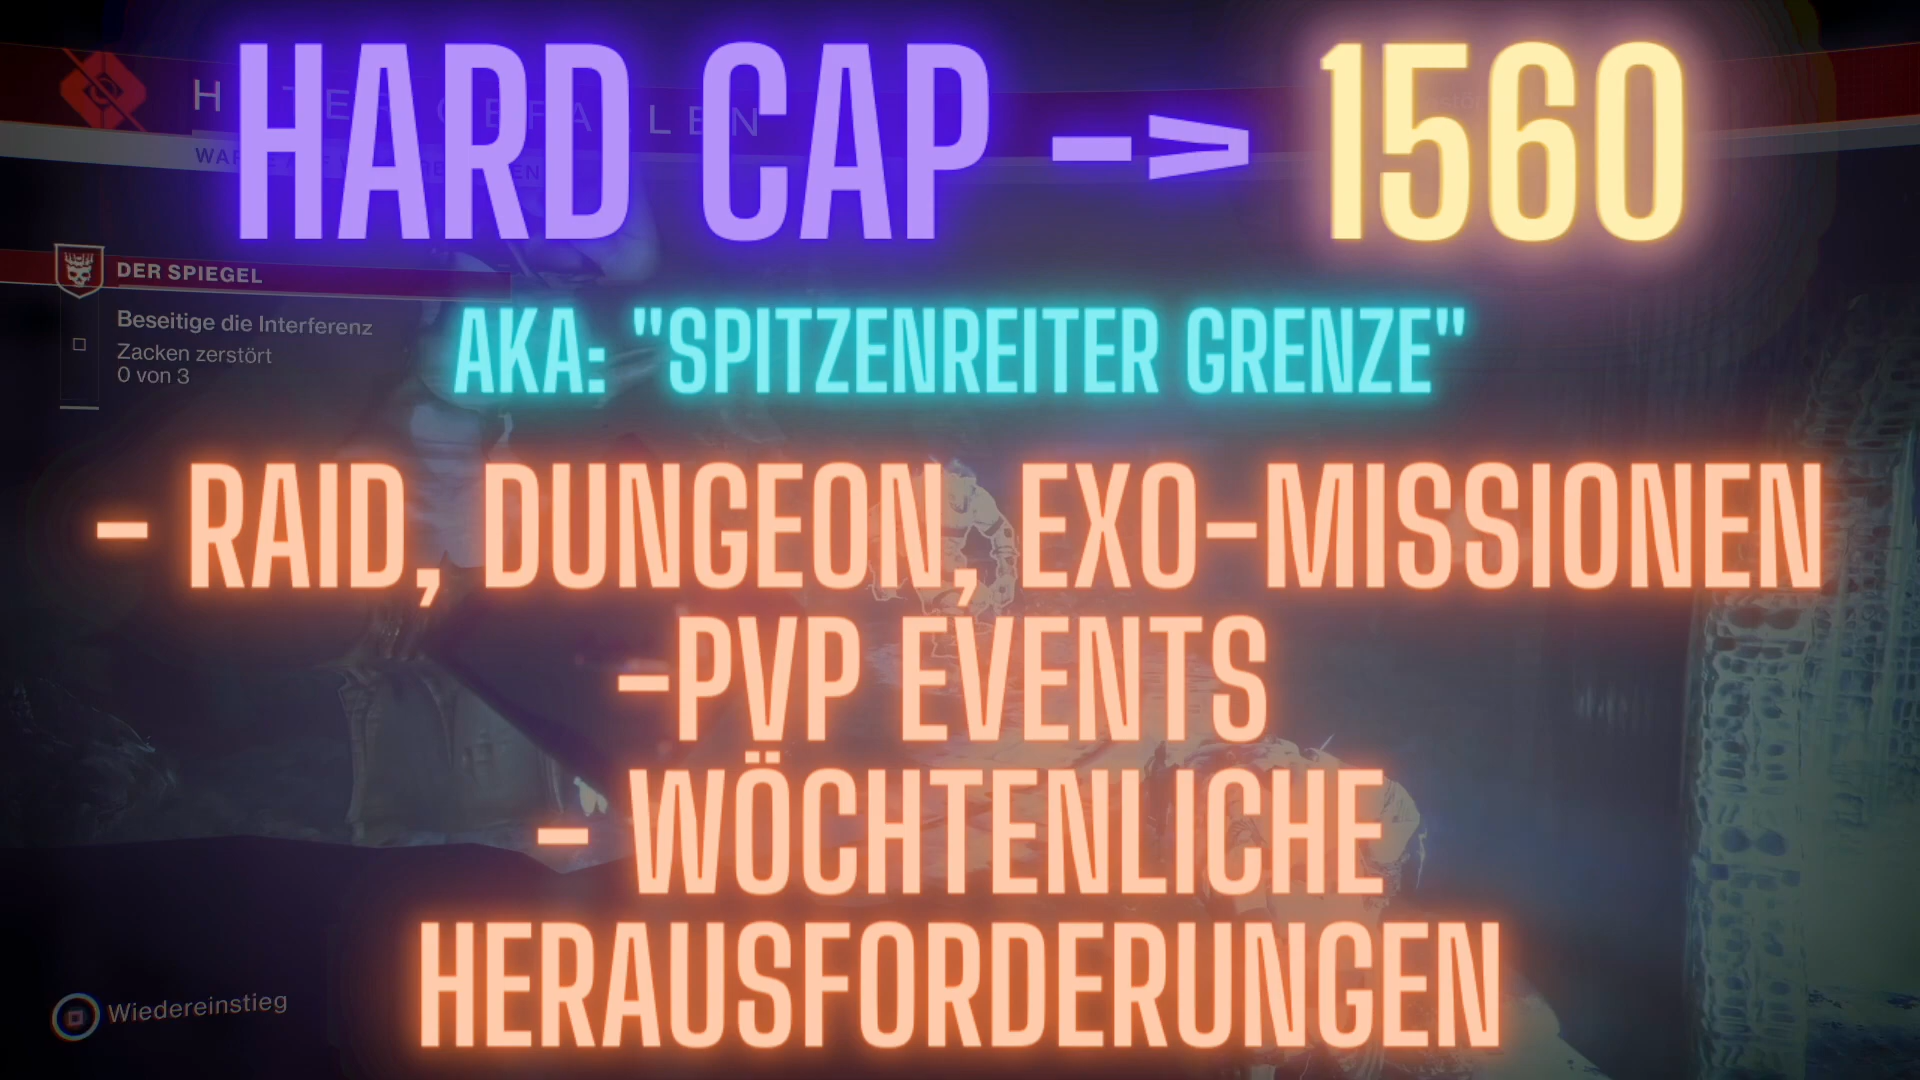 HARD CAP -> 1560
AKA: "SPITZENREITER GRENZE"
DER SPIEGEL
Beseitige die Interferenz
Zacken zerstört
0 von 3
- RAID, DUNGEON, EXO-MISSIONEN
-PVP EVENTS
- WÖCHTENLICHE
HERAUSFORDERUNGEN
Wiedereinstieg